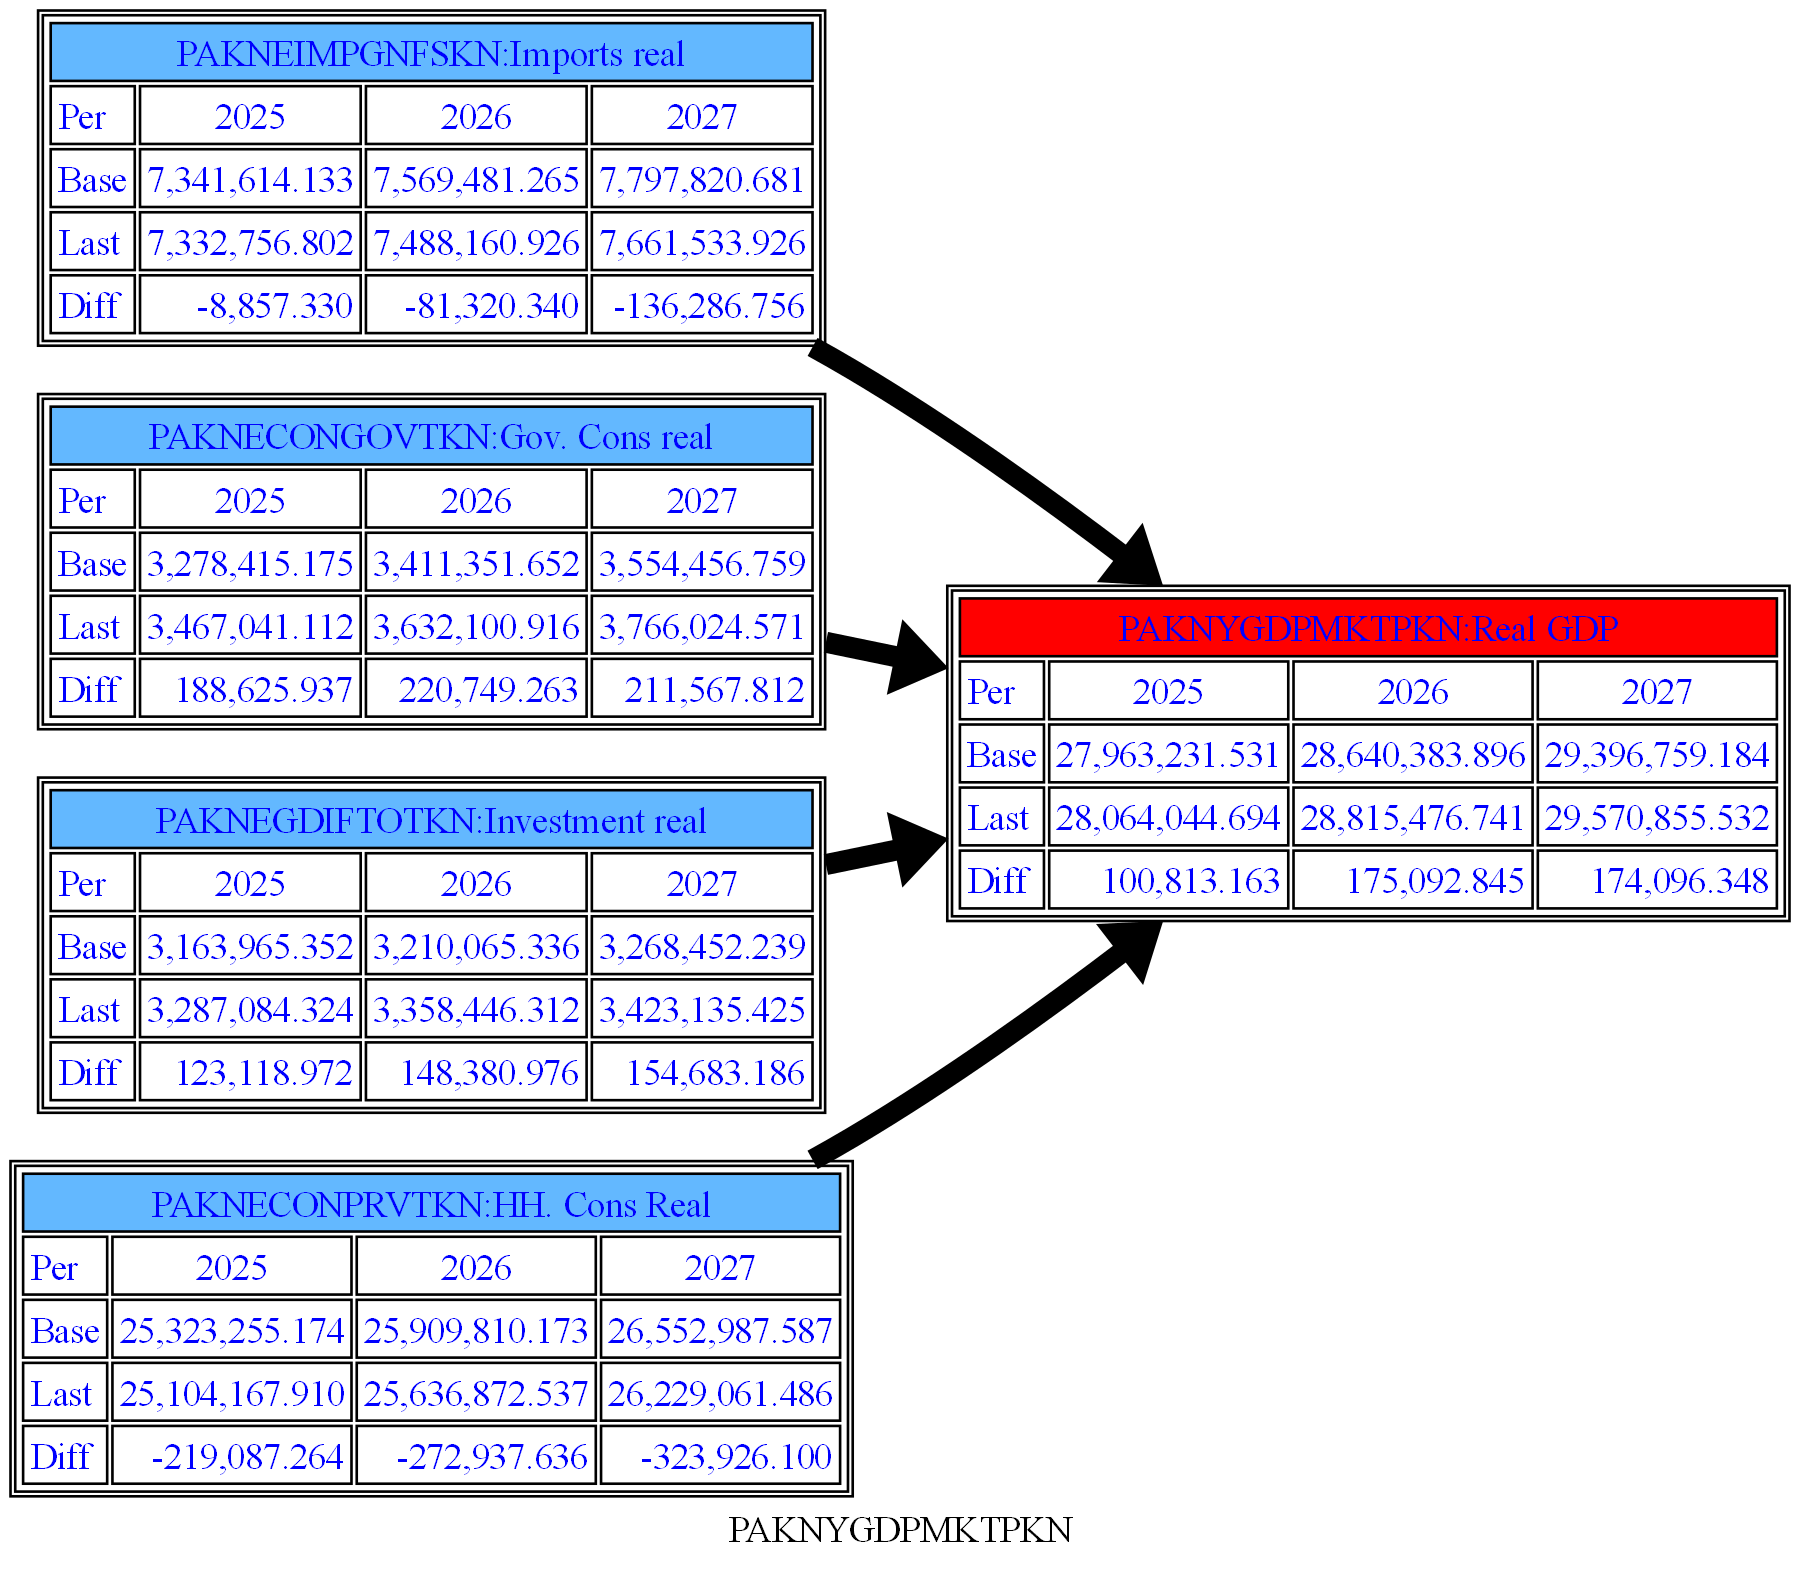 PAKNEIMPGNFSKN:Imports real
Per 2025 2026 2027
Base 7,341,614.133 7,569,481.265 7,797,820.681
Last 7,332,756.802 7,488,160.926 7,661,533.926
Diff -8,857.330 -81,320.340 -136,286.756
PAKNECONGOVTKN:Gov. Cons real
Per 2025 2026 2027
Base 3,278,415.175 3,411,351.652 3,554,456.759
Last 3,467,041.112 3,632,100.916 3,766,024.571
Diff 188,625.937 220,749.263 211,567.812
PAKNYGDPMKTPKN:Real GDP
Per 2025 2026 2027
Base 27,963,231.531 28,640,383.896 29,396,759.184
Last 28,064,044.694 28,815,476.741 29,570,855.532
Diff 100,813.163 175,092.845 174,096.348
PAKNEGDIFTOTKN:Investment real
Per 2025 2026 2027
Base 3,163,965.352 3,210,065.336 3,268,452.239
Last 3,287,084.324 3,358,446.312 3,423,135.425
Diff 123,118.972 148,380.976 154,683.186
PAKNECONPRVTKN:HH. Cons Real
Per 2025 2026 2027
Base 25,323,255.174 25,909,810.173 26,552,987.587
Last 25,104,167.910 25,636,872.537 26,229,061.486
Diff -219,087.264 -272,937.636 -323,926.100
PAKNYGDPMKTPKN